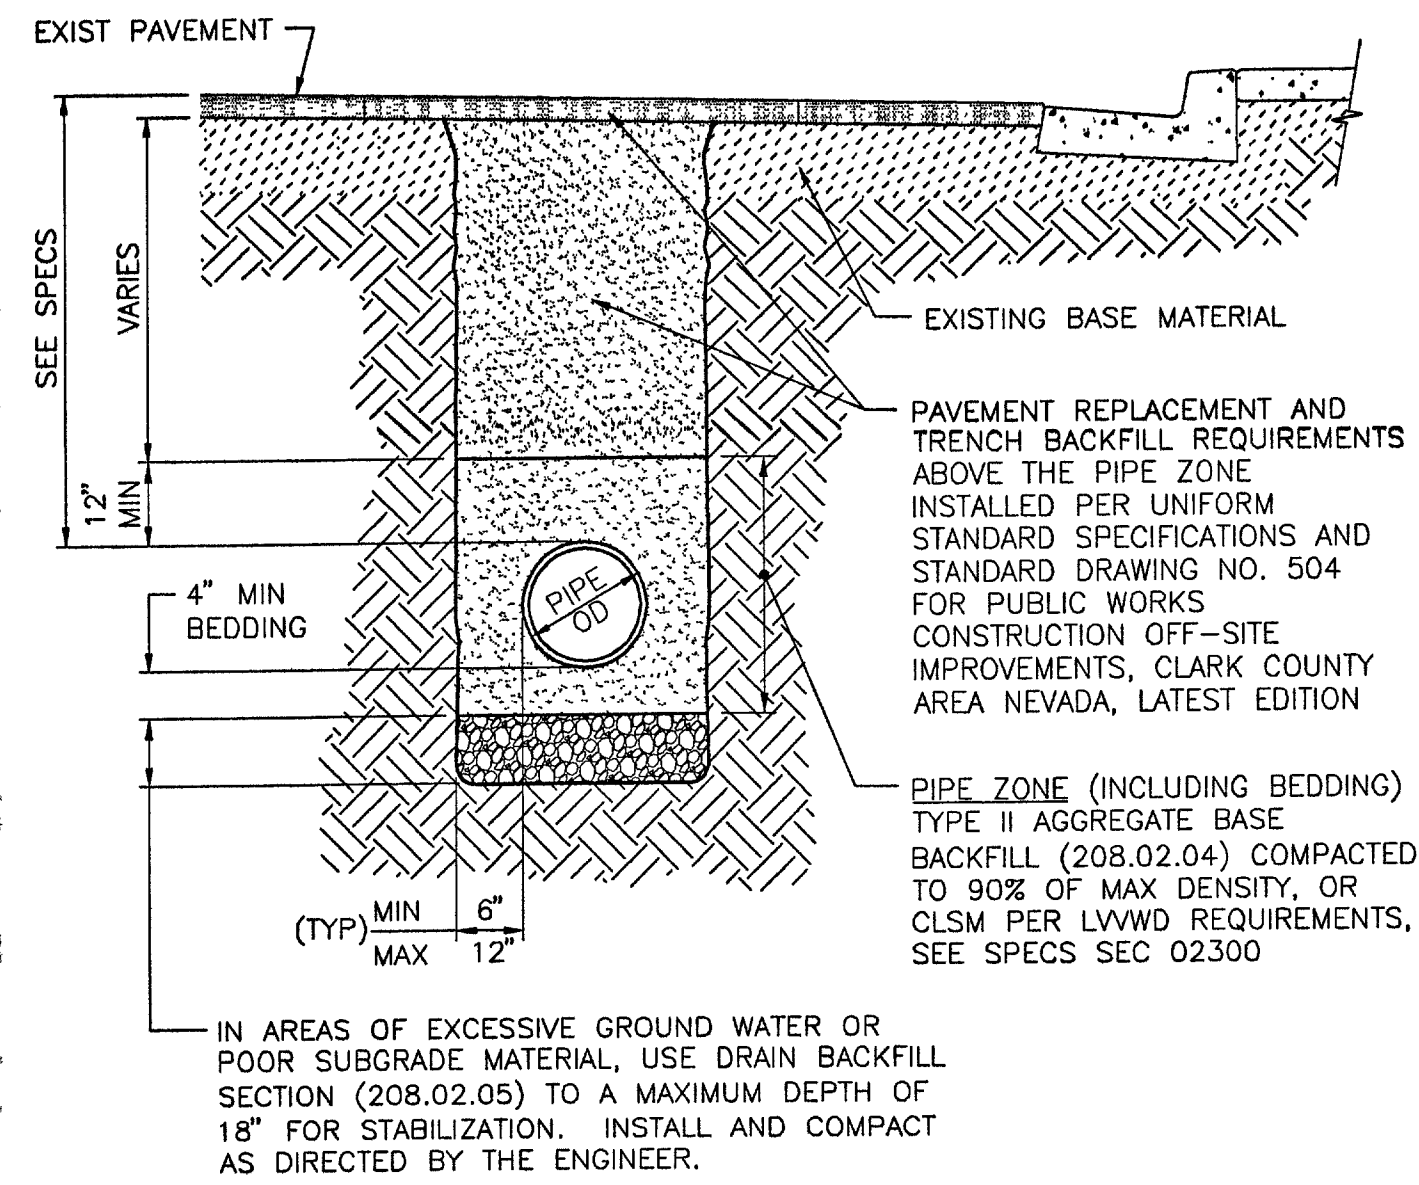 EXIST PAVEMENT
SEE SPECS
VARIES
12"
MIN
4" MIN
BEDDING
PIPE
OD
EXISTING BASE MATERIAL
PAVEMENT REPLACEMENT AND
TRENCH BACKFILL REQUIREMENTS
ABOVE THE PIPE ZONE
INSTALLED PER UNIFORM
STANDARD SPECIFICATIONS AND
STANDARD DRAWING NO. 504
FOR PUBLIC WORKS
CONSTRUCTION OFF-SITE
IMPROVEMENTS, CLARK COUNTY
AREA NEVADA, LATEST EDITION
PIPE ZONE (INCLUDING BEDDING)
TYPE II AGGREGATE BASE
BACKFILL (208.02.04) COMPACTED
TO 90% OF MAX DENSITY, OR
CLSM PER LVVWD REQUIREMENTS,
SEE SPECS SEC 02300
(TYP) MIN 6"
MAX 12"
IN AREAS OF EXCESSIVE GROUND WATER OR
POOR SUBGRADE MATERIAL, USE DRAIN BACKFILL
SECTION (208.02.05) TO A MAXIMUM DEPTH OF
18" FOR STABILIZATION. INSTALL AND COMPACT
AS DIRECTED BY THE ENGINEER.